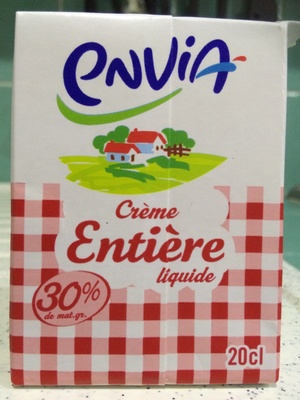 enviA
Crème
Entière
liquide
30%
de mat.gr.
20cl